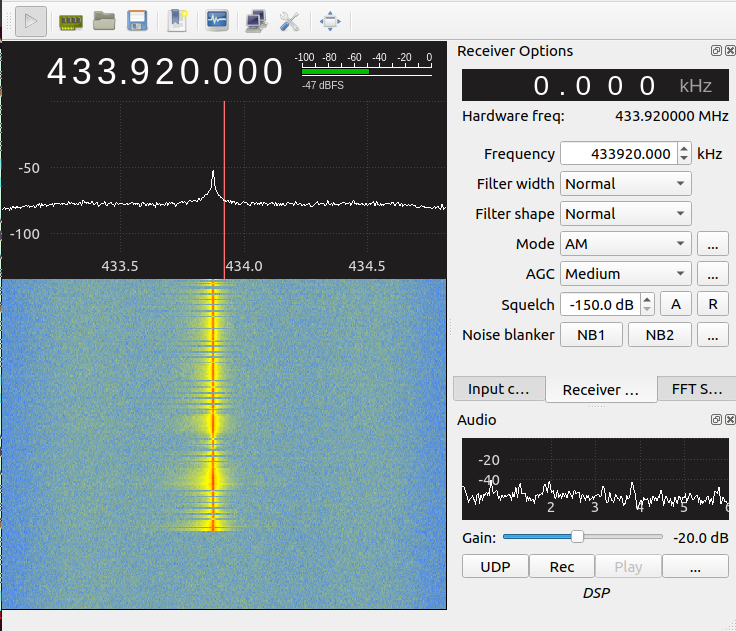 433.920.000
-100 -80 -60 -40 -20 0
-47 dBFS
-50
-100
433.5 434.0 434.5
Receiver Options
0.000 kHz
Hardware freq: 433.920000 MHz
Frequency 433920.000 kHz
Filter width Normal
Filter shape Normal
Mode AM ...
AGC Medium ...
Squelch -150.0 dB A R
Noise blanker NB1 NB2 ...
Input c... Receiver ... FFT S...
Audio
-20
-40
2 3 4 5 6
Gain: -20.0 dB
UDP Rec Play ...
DSP